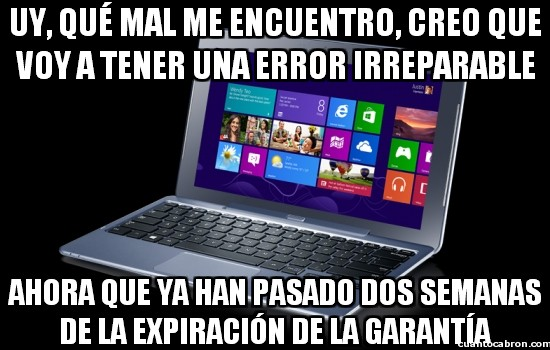 UY, QUÉ MAL ME ENCUENTRO, CREO QUE
VOY A TENER UNA ERROR IRREPARABLE
8
AHORA QUE YA HAN PASADO DOS SEMANAS
DE LA EXPIRACIÓN DE LA GARANTÍA
cuantocabron.com